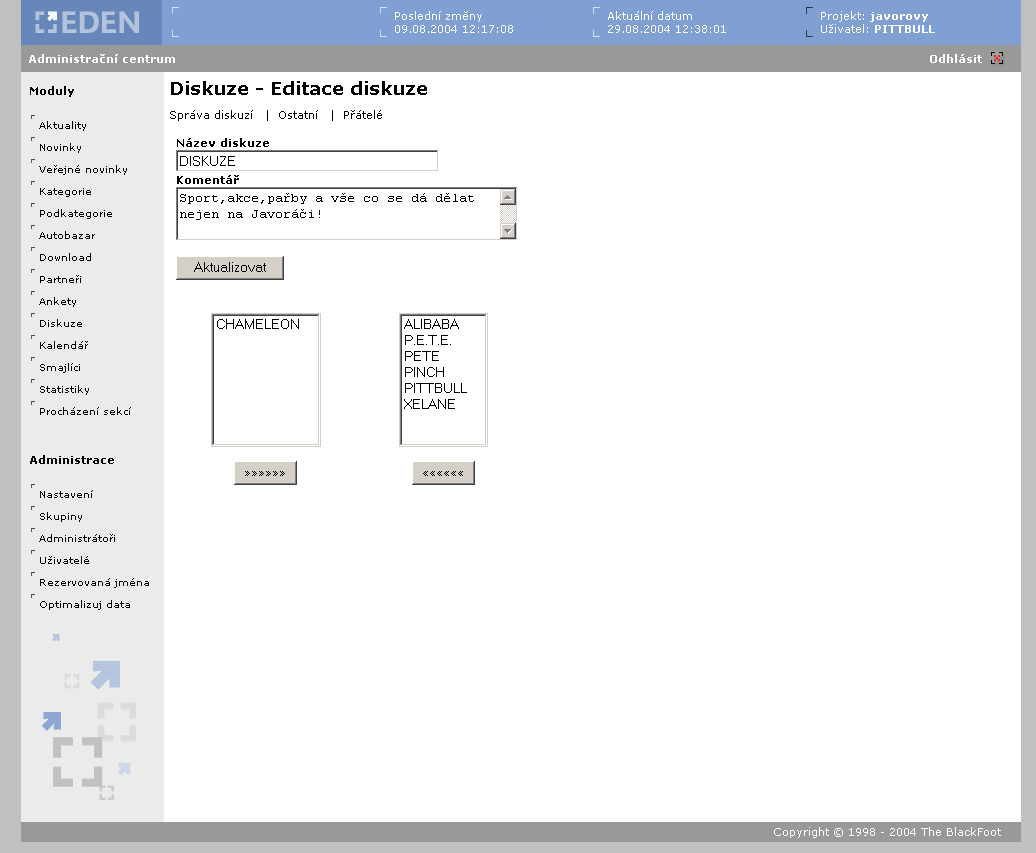 EDEN
Poslední změny
09.08.2004 12:17:08
Aktuální datum
29.08.2004 12:38:01
Projekt: javorovy
Uživatel: PITTBULL
Administrační centrum
Odhlásit
Moduly
Aktuality
Novinky
Veřejné novinky
Kategorie
Podkategorie
Autobazar
Download
Partneři
Ankety
Diskuze
Kalendář
Smajlíci
Statistiky
Procházení sekcí
Administrace
Nastavení
Skupiny
Administrátoři
Uživatelé
Rezervovaná jména
Optimalizuj data
Diskuze - Editace diskuze
Správa diskuzí | Ostatní | Přátelé
Název diskuze
DISKUZE
Komentář
Sport,akce,pařby a vše co se dá dělat
nejen na Javoráči!
Aktualizovat
CHAMELEON
»»»»»»
ALIBABA
P.E.T.E.
PETE
PINCH
PITTBULL
XELANE
««««««
Copyright © 1998 - 2004 The BlackFoot